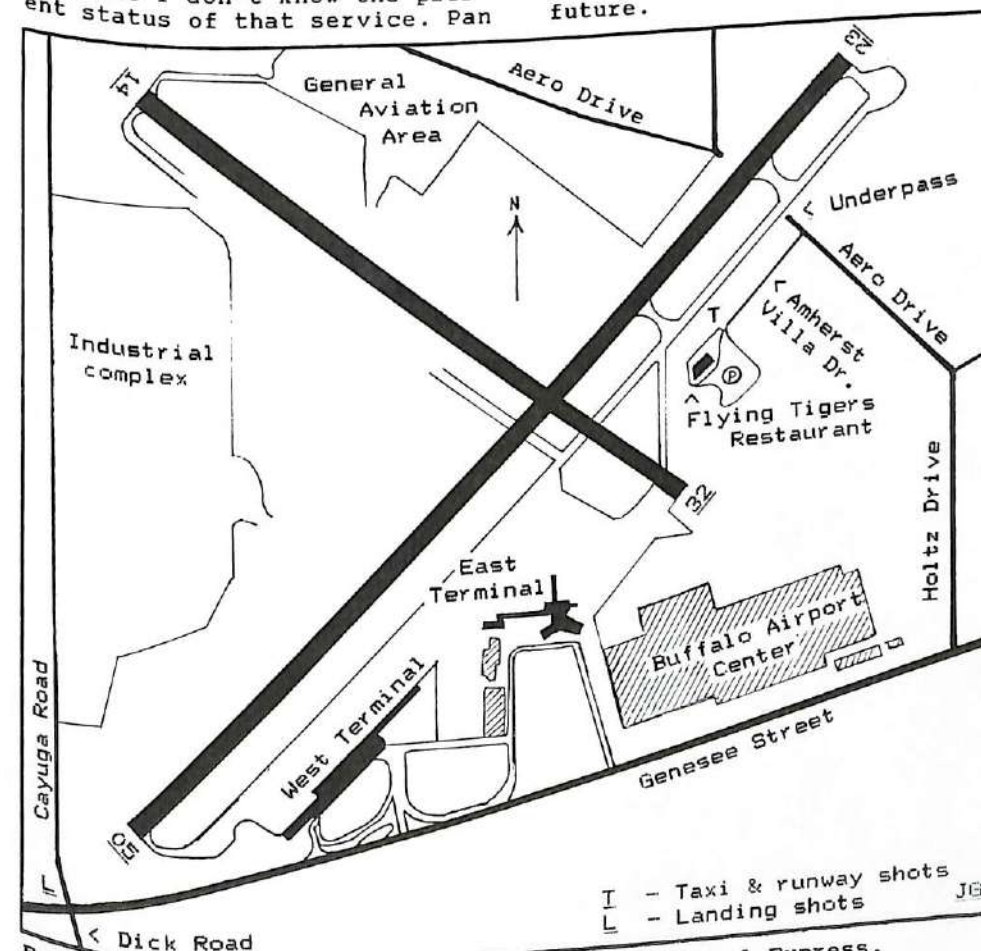 ent status of that service. Pan
future.
23
14
General
Aviation
Area
Aero Drive
N
< Underpass
Aero Drive
< Amherst
Villa Dr.
T
P
^
Flying Tigers
Restaurant
Industrial
complex
32
Holtz Drive
East
Terminal
Buffalo Airport
Center
West Terminal
Cayuga Road
Genesee Street
05
L
T - Taxi & runway shots
L - Landing shots
JG
< Dick Road
Express.